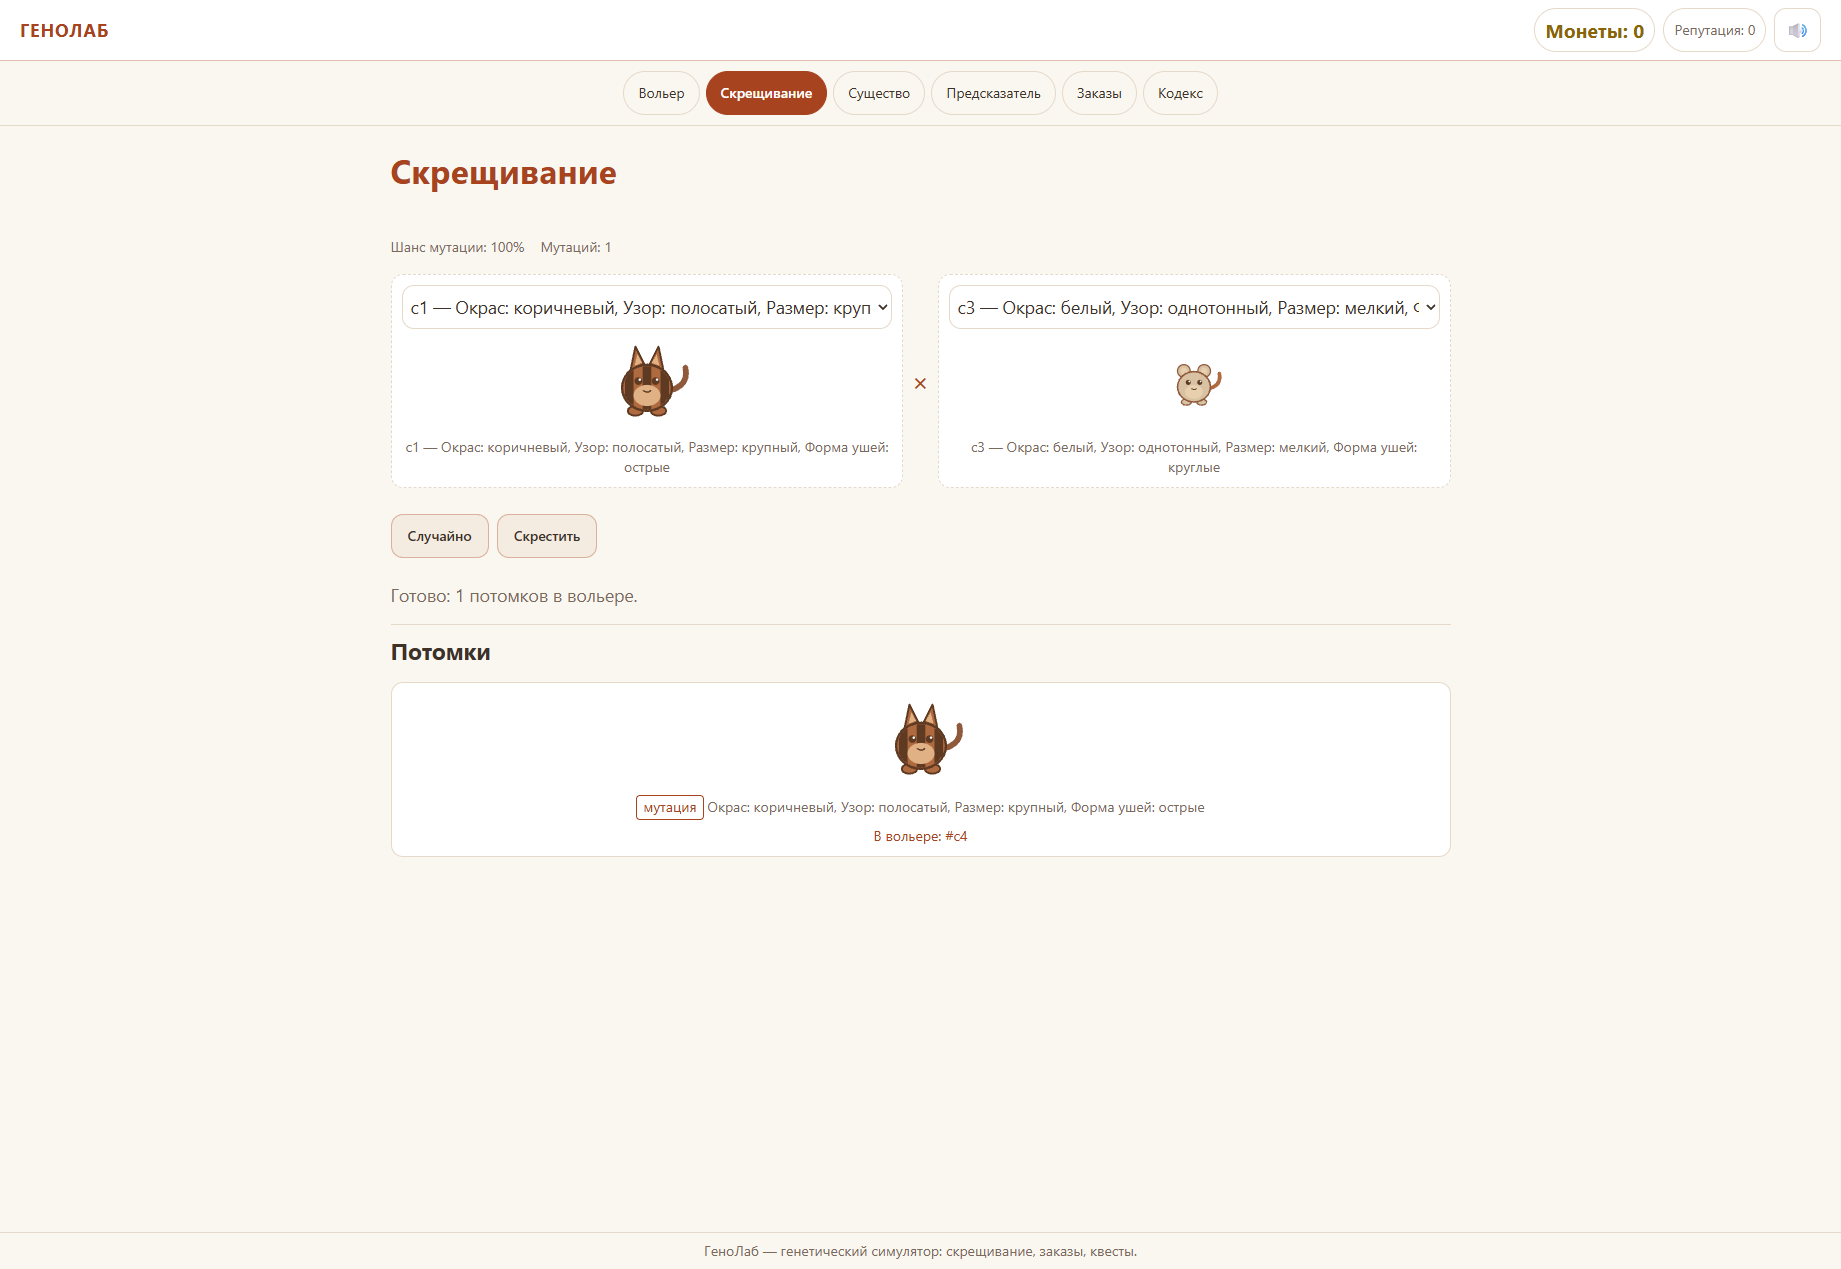 ГЕНОЛАБ
Монеты: 0
Репутация: 0
Вольер
Скрещивание
Существо
Предсказатель
Заказы
Кодекс
Скрещивание
Шанс мутации: 100% Мутаций: 1
c1 — Окрас: коричневый, Узор: полосатый, Размер: круп
c1 — Окрас: коричневый, Узор: полосатый, Размер: крупный, Форма ушей:
острые
×
c3 — Окрас: белый, Узор: однотонный, Размер: мелкий,
c3 — Окрас: белый, Узор: однотонный, Размер: мелкий, Форма ушей:
круглые
Случайно
Скрестить
Готово: 1 потомков в вольере.
Потомки
мутация Окрас: коричневый, Узор: полосатый, Размер: крупный, Форма ушей: острые
В вольере: #c4
ГеноЛаб — генетический симулятор: скрещивание, заказы, квесты.